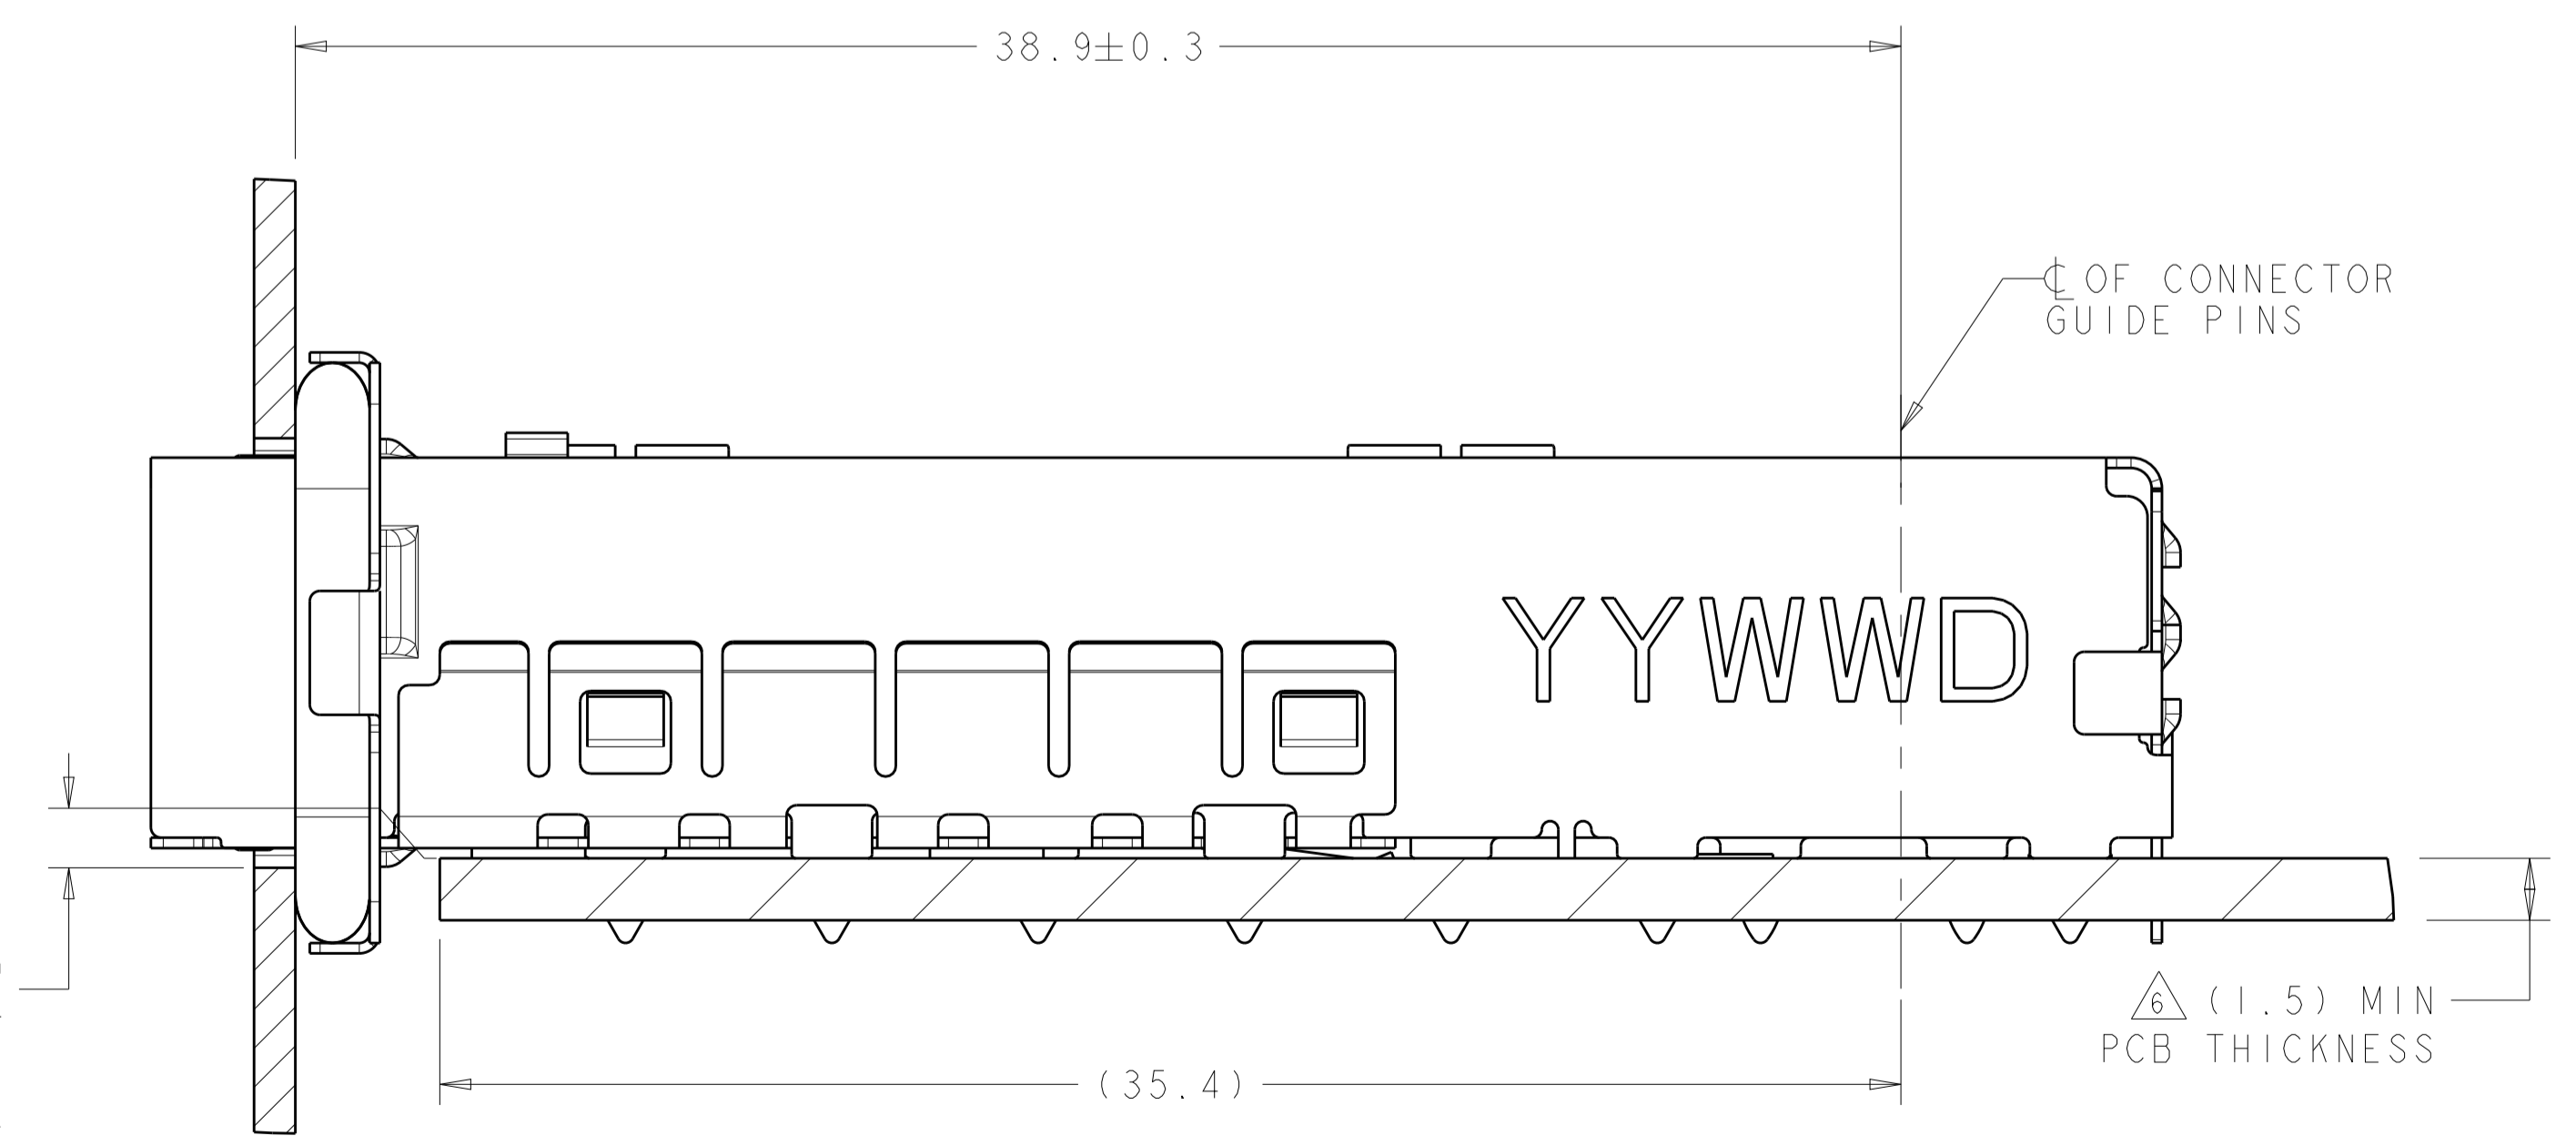 38.9±0.3
℄ OF CONNECTOR
GUIDE PINS
YYWWD
6 (1.5) MIN
PCB THICKNESS
(35.4)